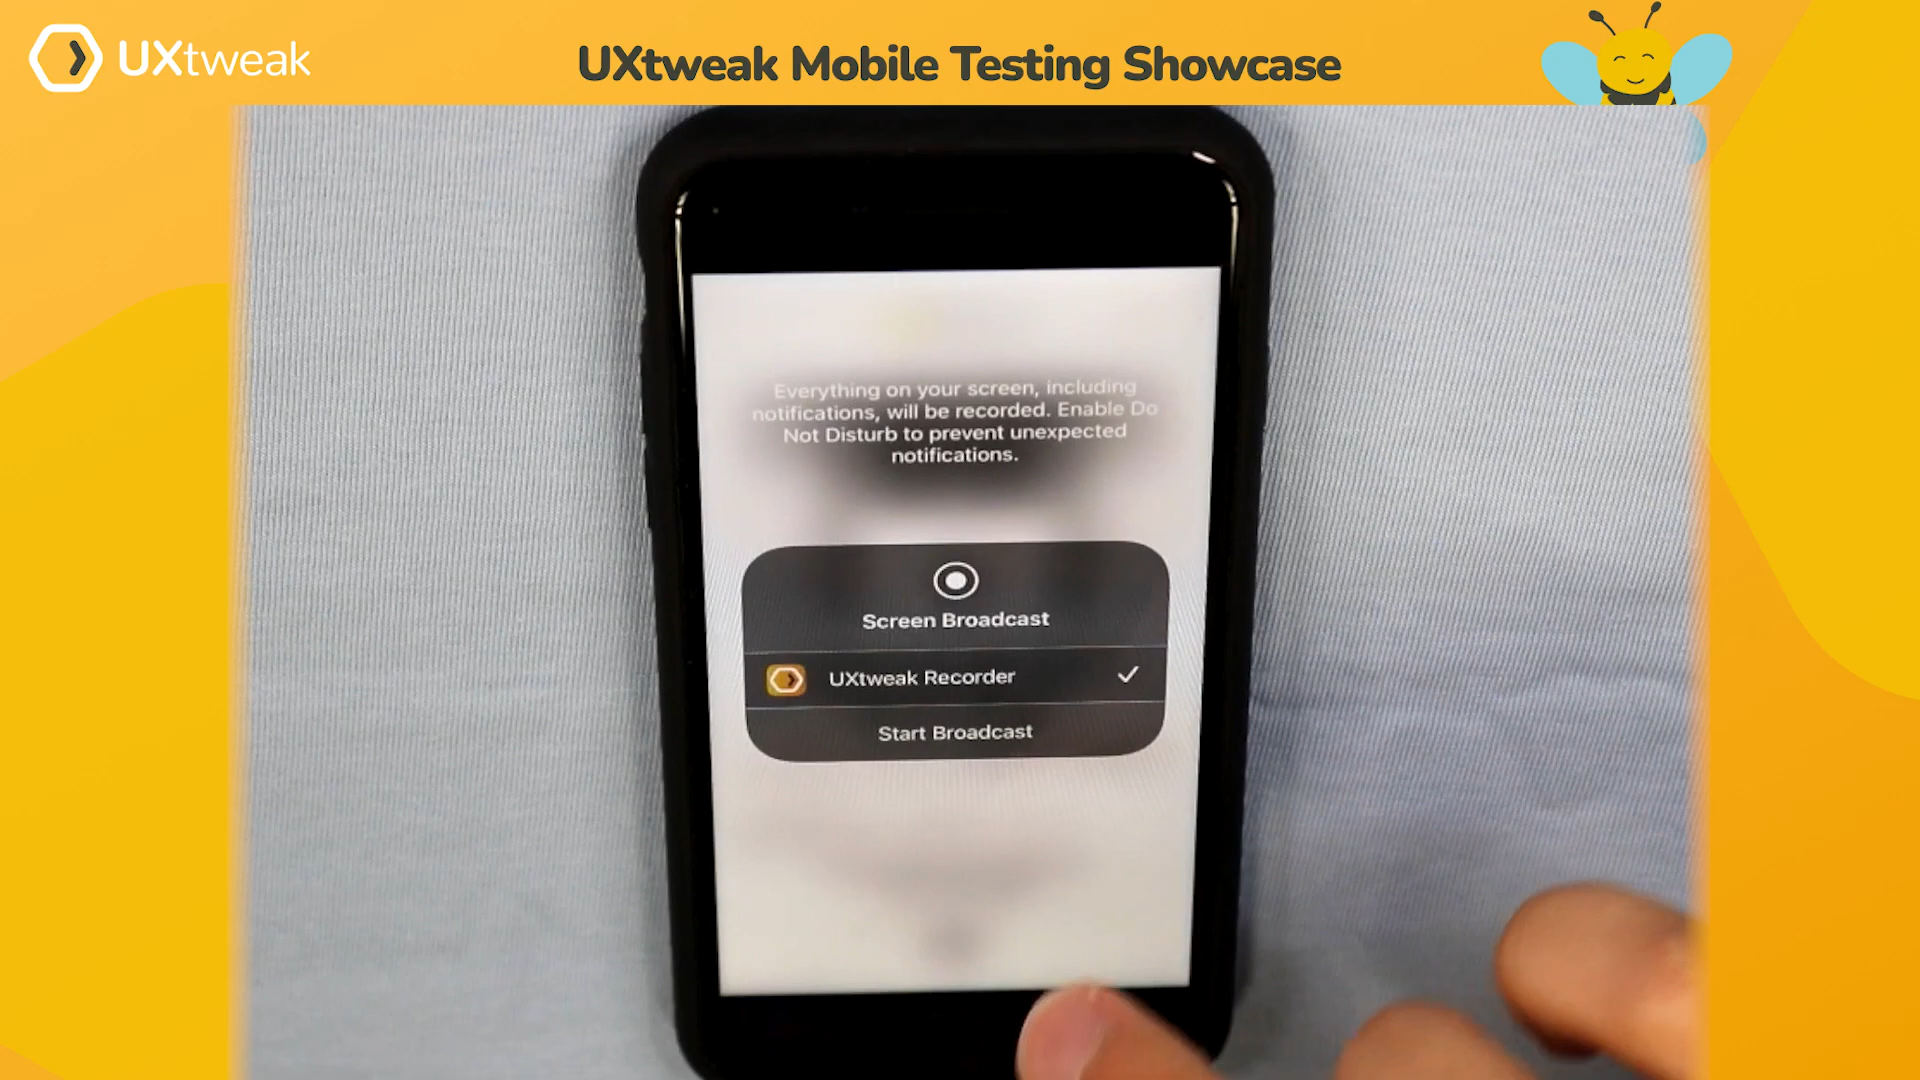 UXtweak
UXtweak Mobile Testing Showcase
Everything on your screen, including
notifications, will be recorded. Enable Do
Not Disturb to prevent unexpected
notifications.
Screen Broadcast
UXtweak Recorder
Start Broadcast